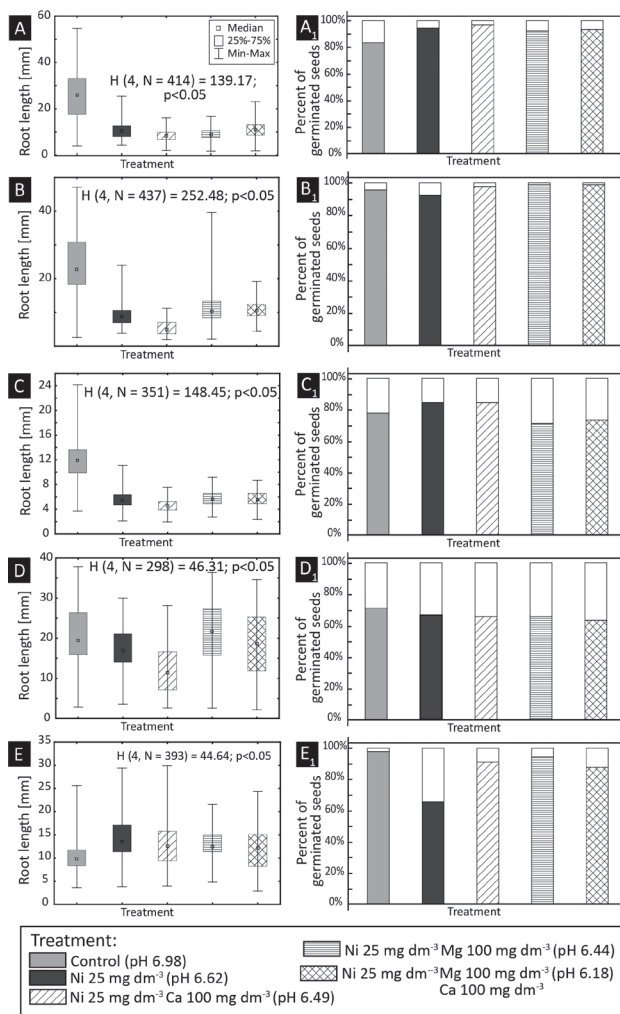 A
Root length [mm]
60
40
20
10
0
Median
25%-75%
Min-Max
H (4, N = 414) = 139.17;
p<0.05
Treatment
A1
Percent of
germinated seeds
100%
80%
60%
40%
20%
0%
Treatment
B
Root length [mm]
40
20
H (4, N = 437) = 252.48; p<0.05
Treatment
B1
Percent of
germinated seeds
100%
80%
60%
40%
20%
0%
Treatment
C
Root length [mm]
24
20
16
12
8
4
0
H (4, N = 351) = 148.45; p<0.05
Treatment
C1
Percent of
germinated seeds
100%
80%
60%
40%
20%
0%
Treatment
D
Root length [mm]
40
30
20
10
0
H (4, N = 298) = 46.31; p<0.05
Treatment
D1
Percent of
germinated seeds
100%
80%
60%
40%
20%
0%
Treatment
E
Root length [mm]
35
30
25
20
15
10
5
0
H (4, N = 393) = 44.64; p<0.05
Treatment
E1
Percent of
germinated seeds
100%
80%
60%
40%
20%
0%
Treatment
Treatment:
Control (pH 6.98)
Ni 25 mg dm⁻³ (pH 6.62)
Ni 25 mg dm⁻³ Ca 100 mg dm⁻³ (pH 6.49)
Ni 25 mg dm⁻³ Mg 100 mg dm⁻³ (pH 6.44)
Ni 25 mg dm⁻³ Mg 100 mg dm⁻³ (pH 6.18)
Ca 100 mg dm⁻³